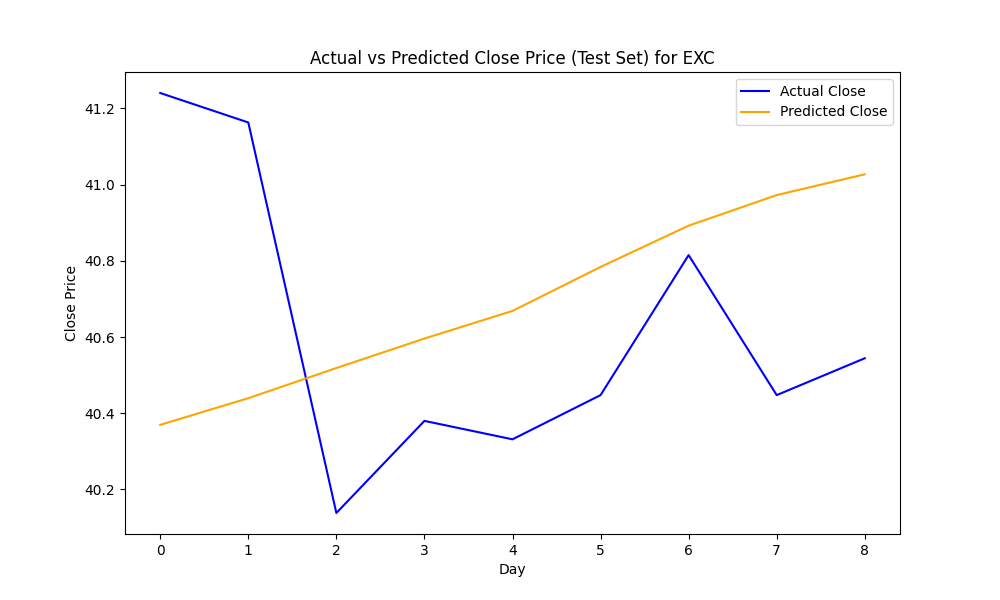 Actual vs Predicted Close Price (Test Set) for EXC
Actual Close
Predicted Close
Close Price
41.2
41.0
40.8
40.6
40.4
40.2
0 1 2 3 4 5 6 7 8
Day